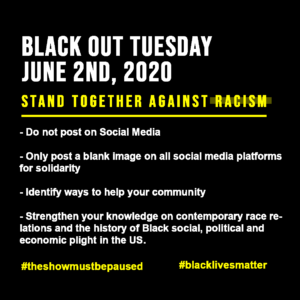 BLACK OUT TUESDAY
JUNE 2ND, 2020
STAND TOGETHER AGAINST RACISM
- Do not post on Social Media
- Only post a blank image on all social media platforms
for solidarity
- Identify ways to help your community
- Strengthen your knowledge on contemporary race re-
lations and the history of Black social, political and
economic plight in the US.
#theshowmustbepaused #blacklivesmatter